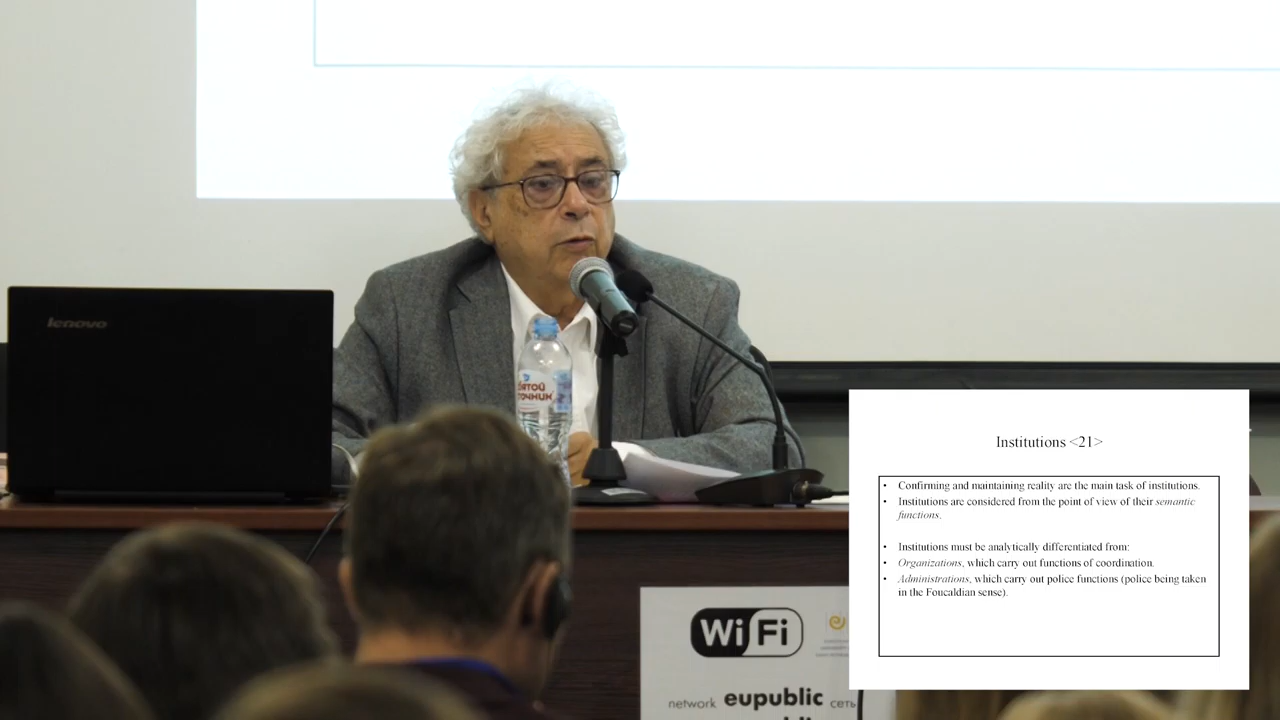 lenovo
ЯТОЙ
ТОЧНИК
Institutions <21>
• Confirming and maintaining reality are the main task of institutions.
• Institutions are considered from the point of view of their semantic
functions.
• Institutions must be analytically differentiated from:
• Organizations, which carry out functions of coordination.
• Administrations, which carry out police functions (police being taken
in the Foucaldian sense).
WiFi
network eupublic сеть